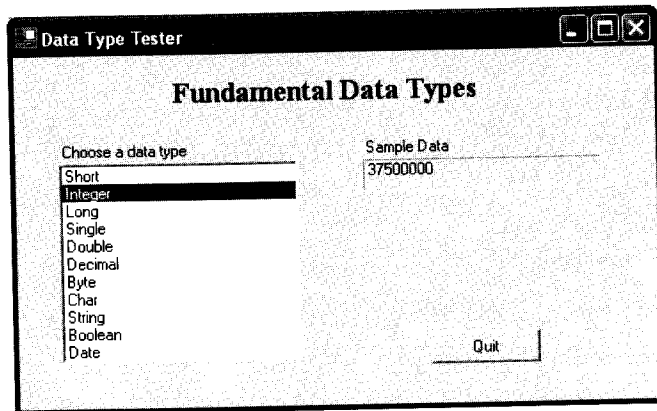 Data Type Tester
Fundamental Data Types
Choose a data type
Short
Integer
Long
Single
Double
Decimal
Byte
Char
String
Boolean
Date
Sample Data
37500000
Quit